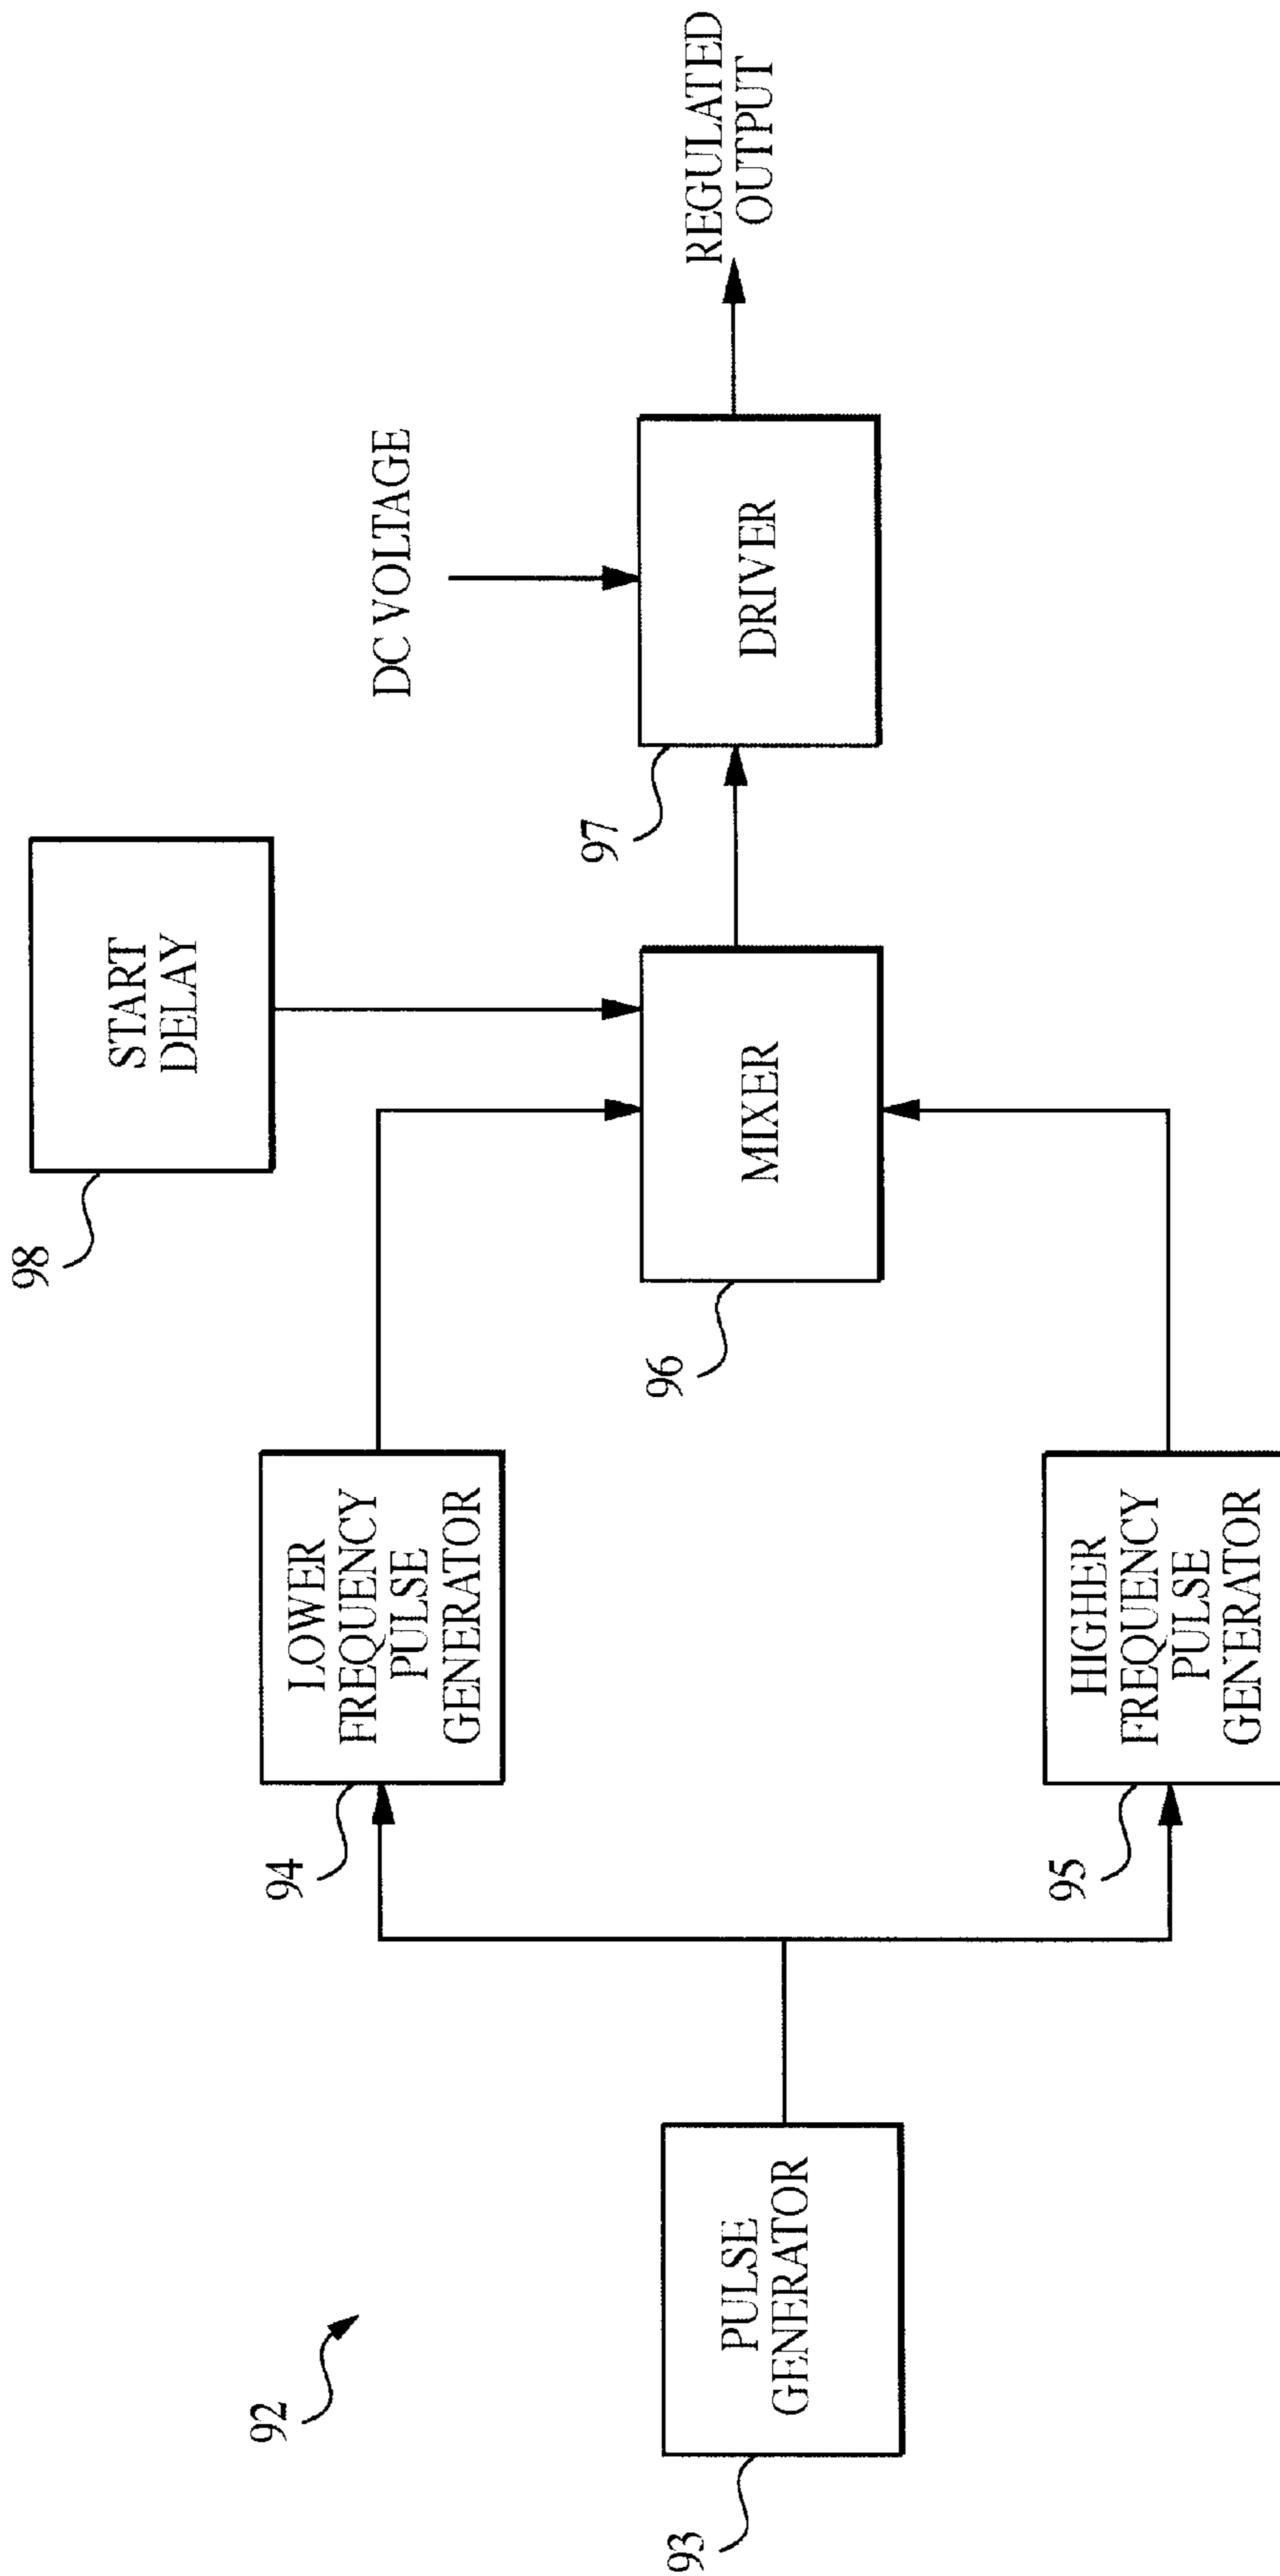 92
93
PULSE
GENERATOR
94
LOWER
FREQUENCY
PULSE
GENERATOR
95
HIGHER
FREQUENCY
PULSE
GENERATOR
98
START
DELAY
96
MIXER
DC VOLTAGE
97
DRIVER
REGULATED
OUTPUT